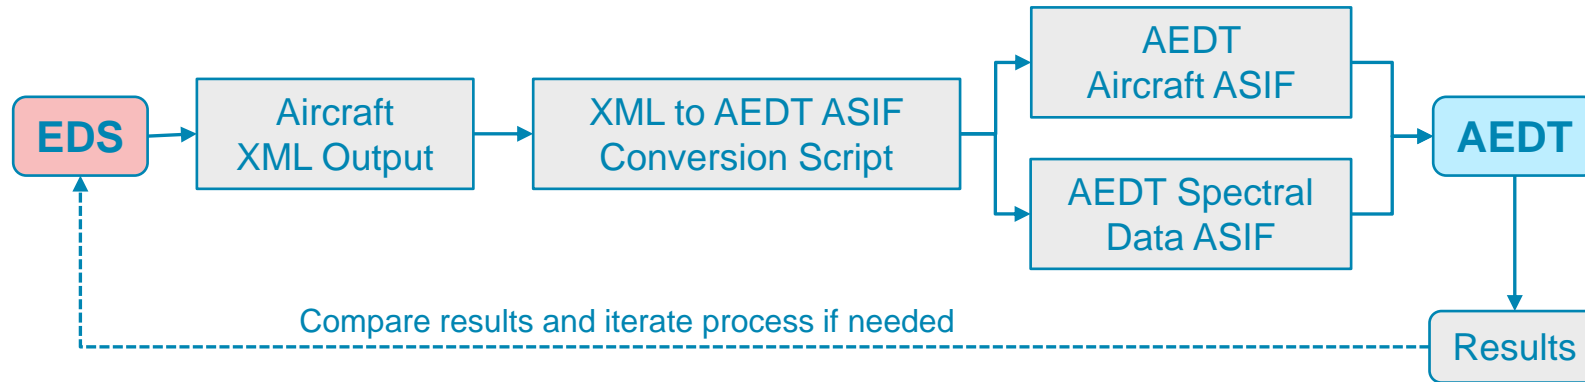 EDS
Aircraft
XML Output
XML to AEDT ASIF
Conversion Script
AEDT
Aircraft ASIF
AEDT Spectral
Data ASIF
AEDT
Results
Compare results and iterate process if needed